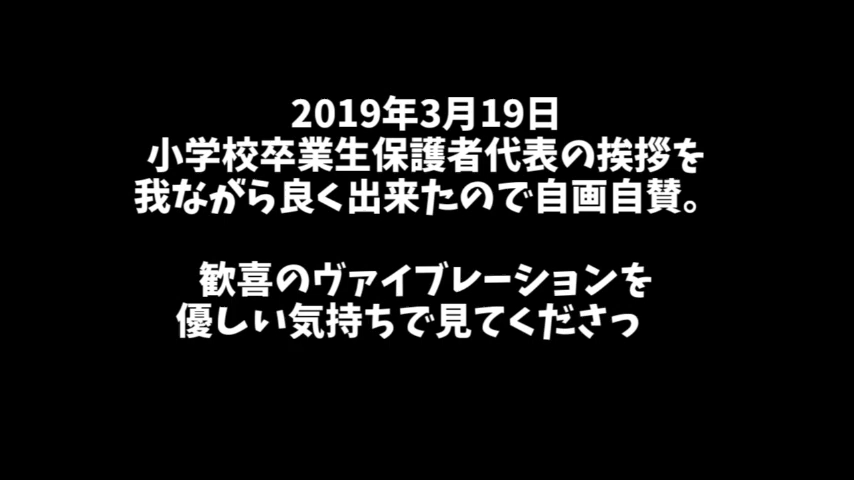 2019年3月19日
小学校卒業生保護者代表の挨拶を
我ながら良く出来たので自画自賛。
歓喜のヴァイブレーションを
優しい気持ちで見てくださっ